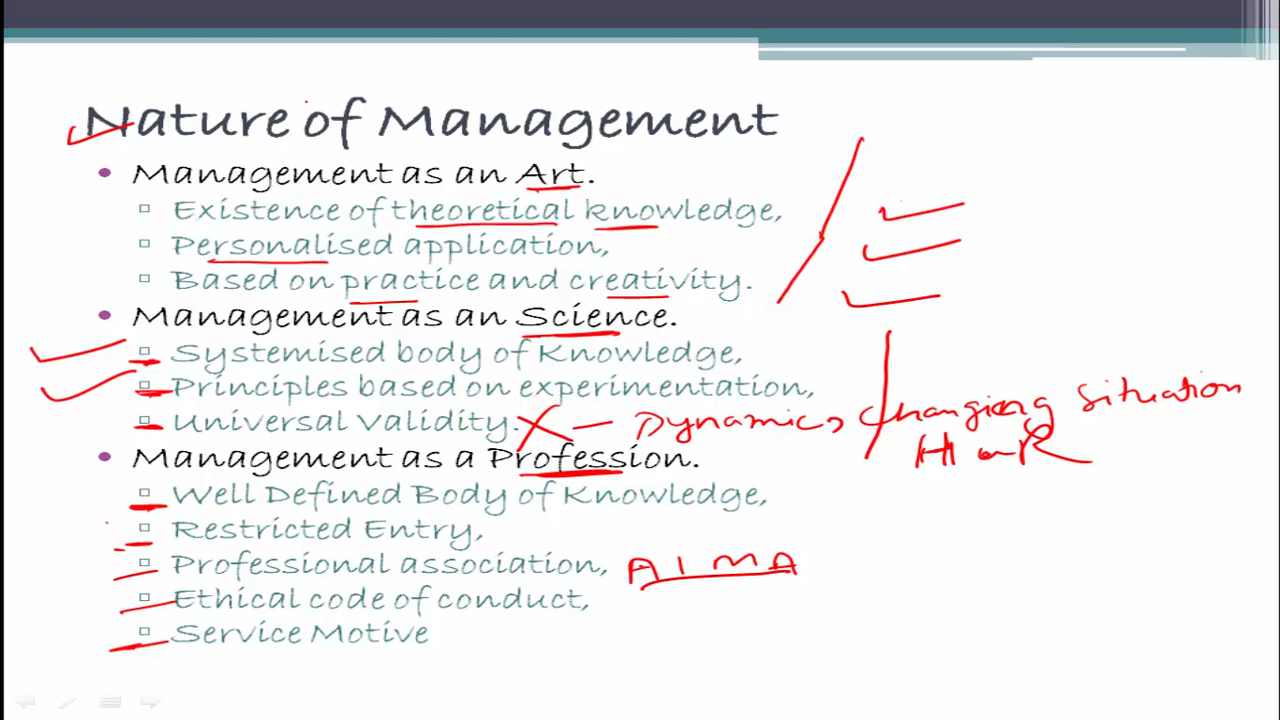 Nature of Management
• Management as an Art.
Existence of theoretical knowledge,
Personalised application,
Based on practice and creativity.
• Management as an Science.
Systemised body of Knowledge,
Principles based on experimentation,
Universal Validity. X — Dynamic, changing situation
• Management as a Profession.
Well Defined Body of Knowledge,
Restricted Entry,
Professional association, AIMA
Ethical code of conduct,
Service Motive